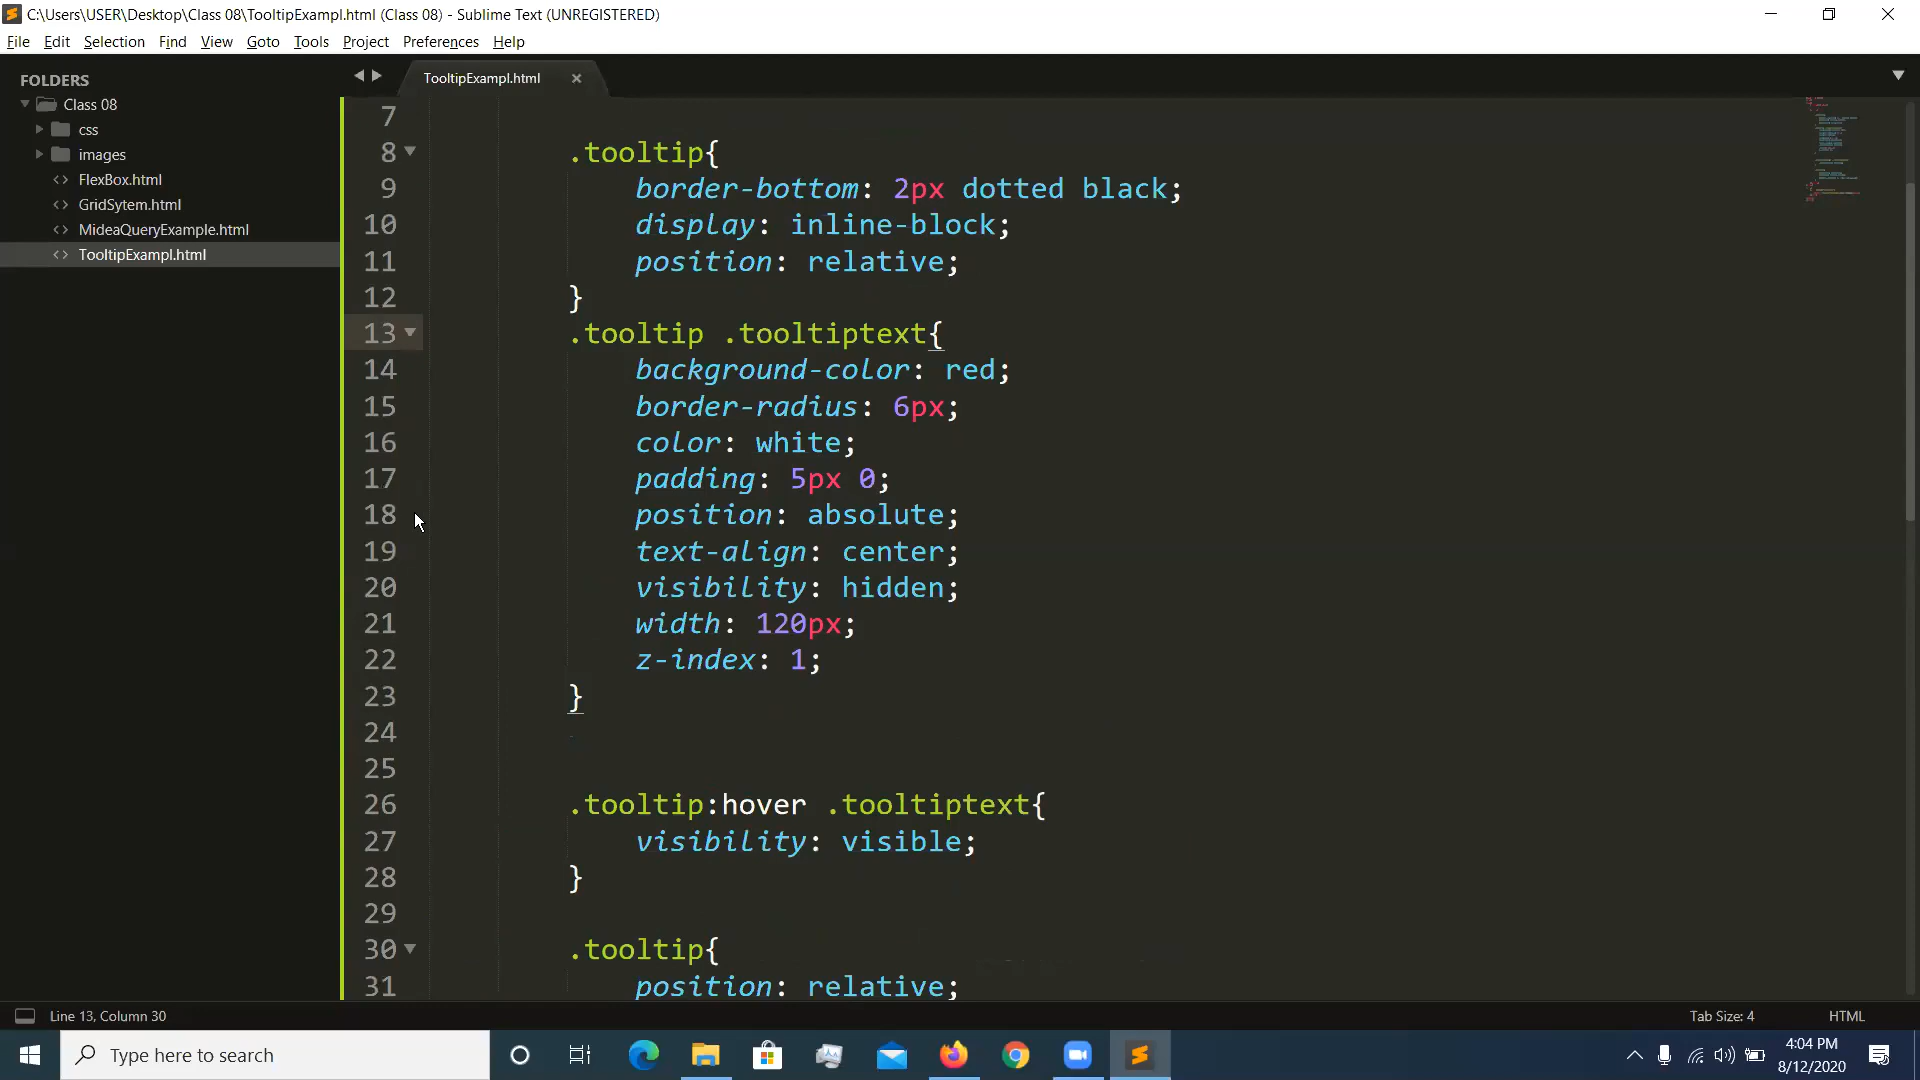 C:\Users\USER\Desktop\Class 08\TooltipExampl.html (Class 08) - Sublime Text (UNREGISTERED)
File Edit Selection Find View Goto Tools Project Preferences Help
FOLDERS
Class 08
css
images
FlexBox.html
GridSytem.html
MideaQueryExample.html
TooltipExampl.html
TooltipExampl.html
7
8 .tooltip{
9 border-bottom: 2px dotted black;
10 display: inline-block;
11 position: relative;
12 }
13 .tooltip .tooltiptext{
14 background-color: red;
15 border-radius: 6px;
16 color: white;
17 padding: 5px 0;
18 position: absolute;
19 text-align: center;
20 visibility: hidden;
21 width: 120px;
22 z-index: 1;
23 }
24
25
26 .tooltip:hover .tooltiptext{
27 visibility: visible;
28 }
29
30 .tooltip{
31 position: relative;
Line 13, Column 30
Tab Size: 4
HTML
Type here to search
4:04 PM
8/12/2020